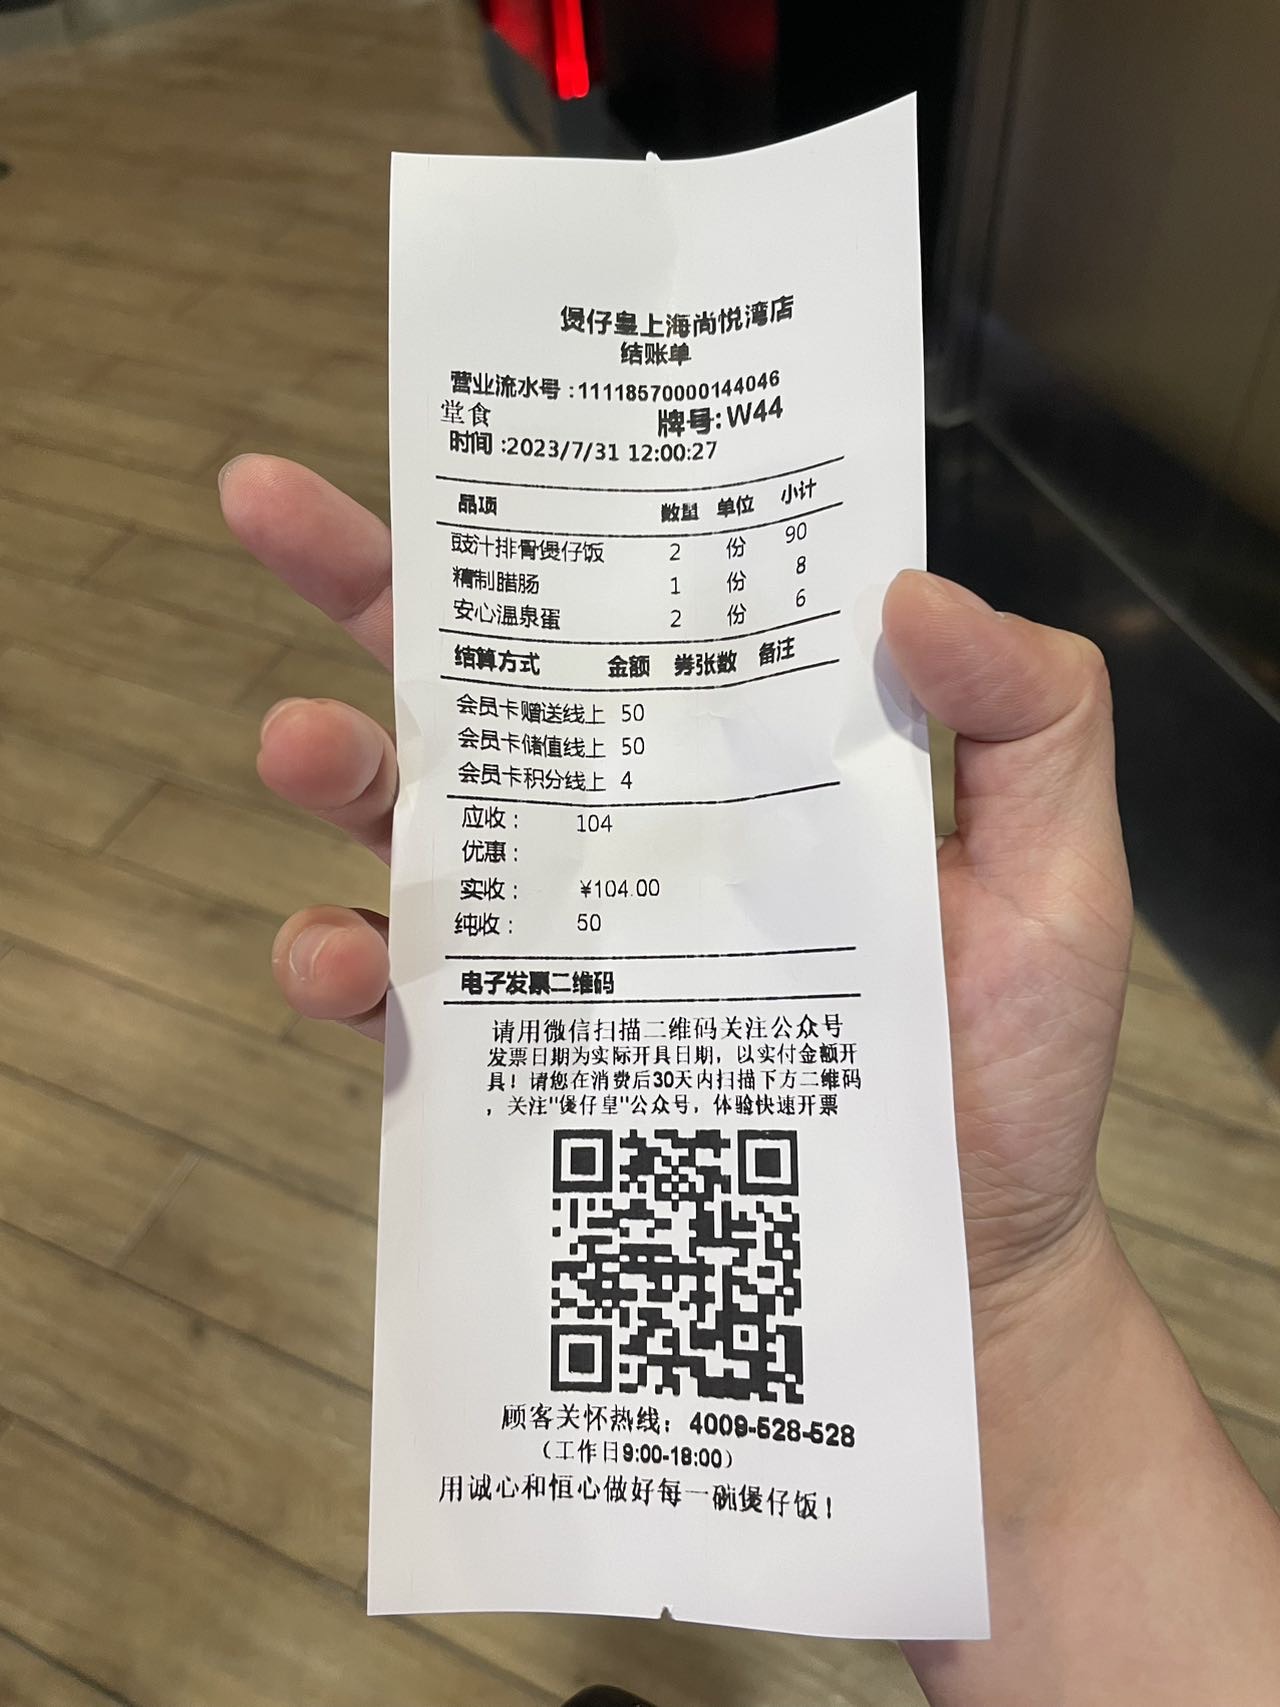 煲仔皇上海尚悦湾店
结账单
营业流水号:11118570000144046
堂食 牌号:W44
时间:2023/7/31 12:00:27
品项 数量 单位 小计
豉汁排骨煲仔饭 2 份 90
精制腊肠 1 份 8
安心温泉蛋 2 份 6
结算方式 金额 券张数 备注
会员卡赠送线上 50
会员卡储值线上 50
会员卡积分线上 4
应收: 104
优惠:
实收: ¥104.00
纯收: 50
电子发票二维码
请用微信扫描二维码关注公众号
发票日期为实际开具日期，以实付金额开
具！请您在消费后30天内扫描下方二维码
，关注"煲仔皇"公众号，体验快速开票
顾客关怀热线：4009-528-528
（工作日9:00-18:00）
用诚心和恒心做好每一碗煲仔饭！